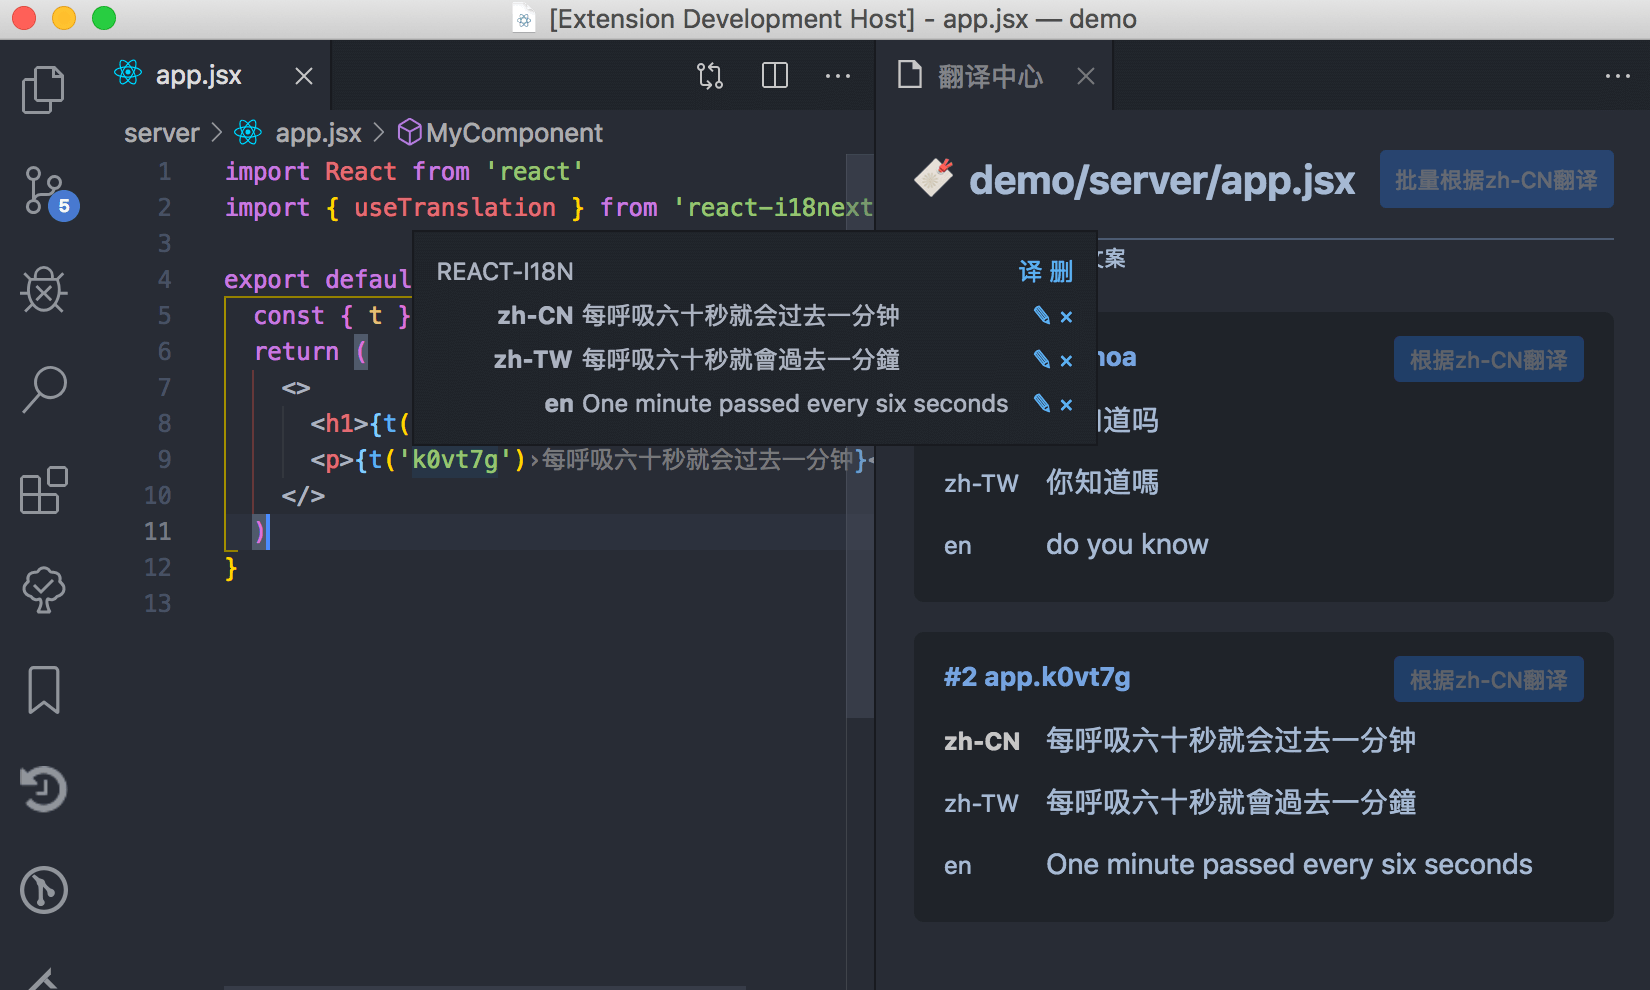 [Extension Development Host] - app.jsx — demo
app.jsx
翻译中心
server > app.jsx > MyComponent
5
1 import React from 'react'
2 import { useTranslation } from 'react-i18next
3
4 export defaul
5 const { t }
6 return (
7 <>
8 <h1>{t(
9 <p>{t('k0vt7g')›每呼吸六十秒就会过去一分钟}<
10 </>
11 )
12 }
13
REACT-I18N 译 删
zh-CN 每呼吸六十秒就会过去一分钟
zh-TW 每呼吸六十秒就會過去一分鐘
en One minute passed every six seconds
demo/server/app.jsx 批量根据zh-CN翻译
文案
hoa 根据zh-CN翻译
知道吗
zh-TW 你知道嗎
en do you know
#2 app.k0vt7g 根据zh-CN翻译
zh-CN 每呼吸六十秒就会过去一分钟
zh-TW 每呼吸六十秒就會過去一分鐘
en One minute passed every six seconds